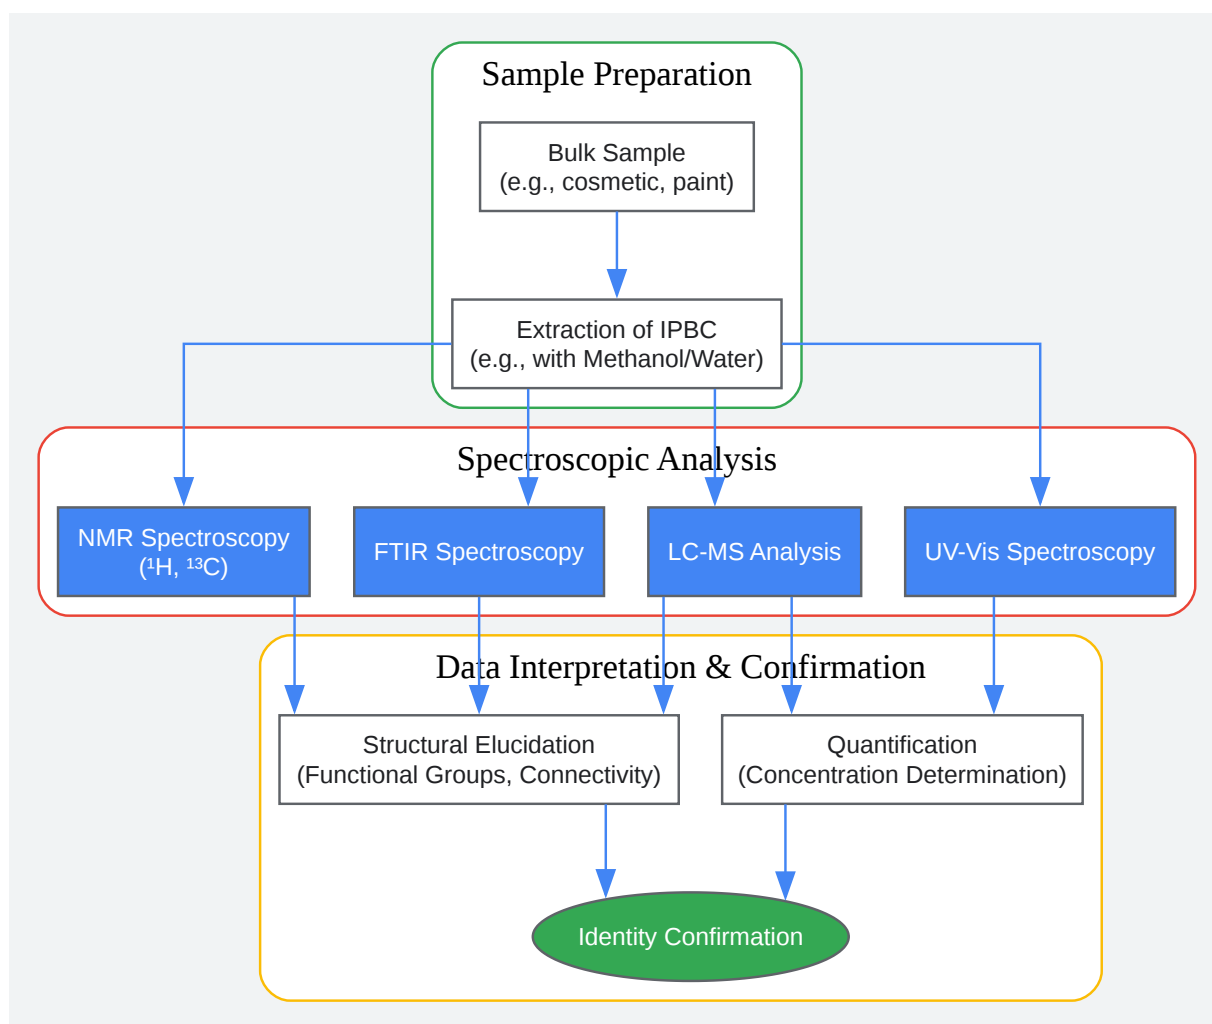 Sample Preparation
Bulk Sample
(e.g., cosmetic, paint)
Extraction of IPBC
(e.g., with Methanol/Water)
Spectroscopic Analysis
NMR Spectroscopy
(¹H, ¹³C)
FTIR Spectroscopy
LC-MS Analysis
UV-Vis Spectroscopy
Data Interpretation & Confirmation
Structural Elucidation
(Functional Groups, Connectivity)
Quantification
(Concentration Determination)
Identity Confirmation